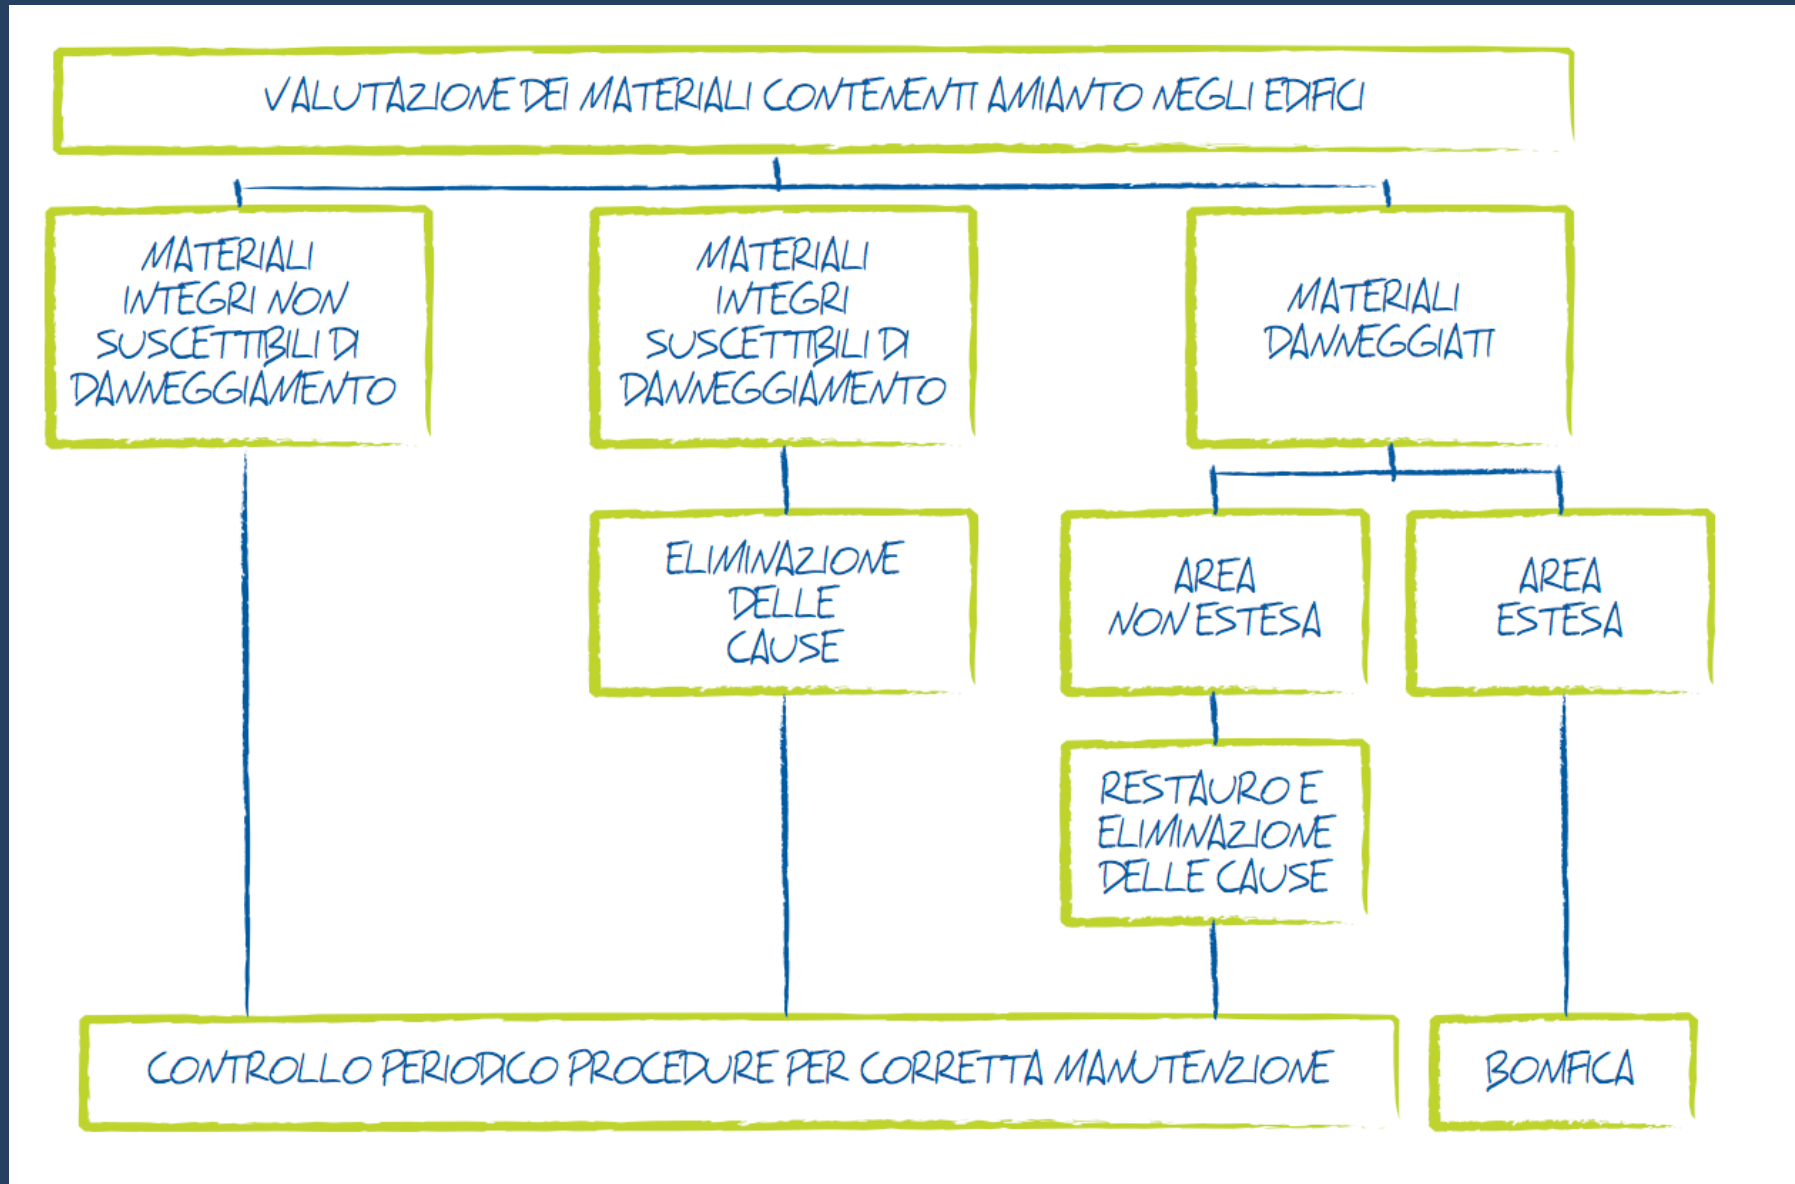 VALUTAZIONE DEI MATERIALI CONTENENTI AMIANTO NEGLI EDIFICI
MATERIALI
INTEGRI NON
SUSCETTIBILI DI
DANNEGGIAMENTO
MATERIALI
INTEGRI
SUSCETTIBILI DI
DANNEGGIAMENTO
MATERIALI
DANNEGGIATI
ELIMINAZIONE
DELLE
CAUSE
AREA
NON ESTESA
AREA
ESTESA
RESTAURO E
ELIMINAZIONE
DELLE CAUSE
CONTROLLO PERIODICO PROCEDURE PER CORRETTA MANUTENZIONE
BONIFICA